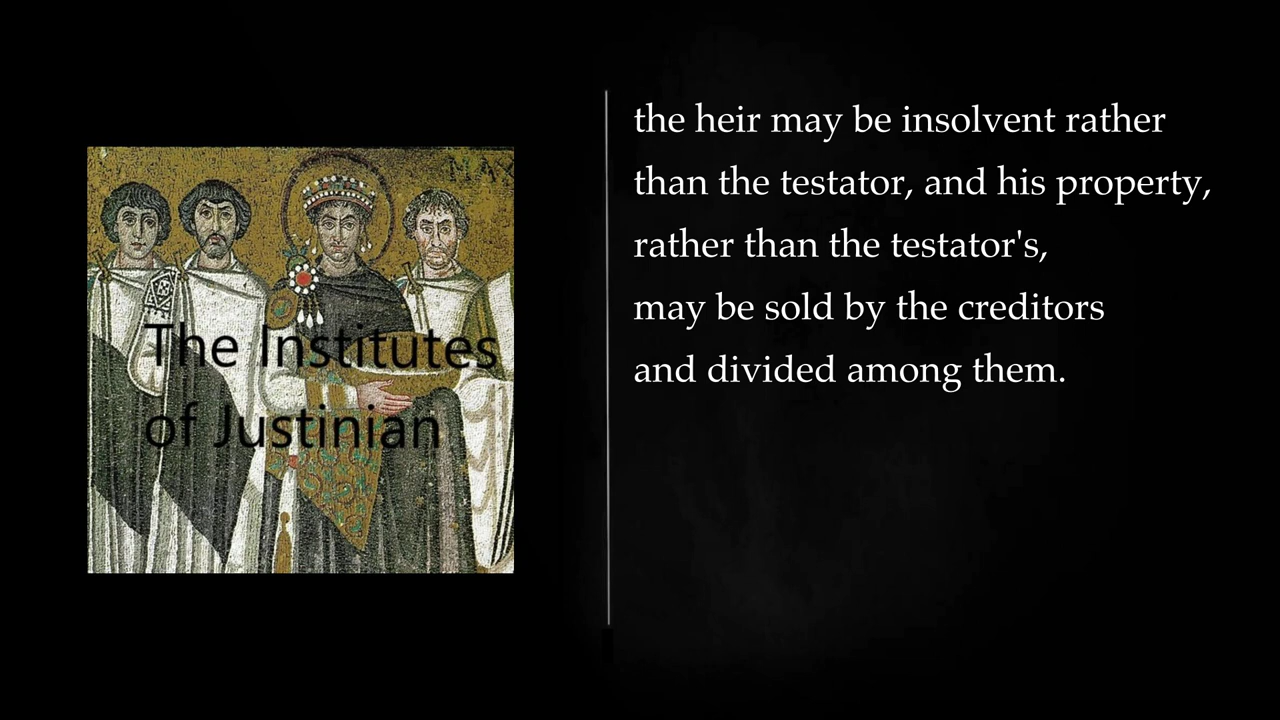 The Institutes
of Justinian
the heir may be insolvent rather
than the testator, and his property,
rather than the testator's,
may be sold by the creditors
and divided among them.